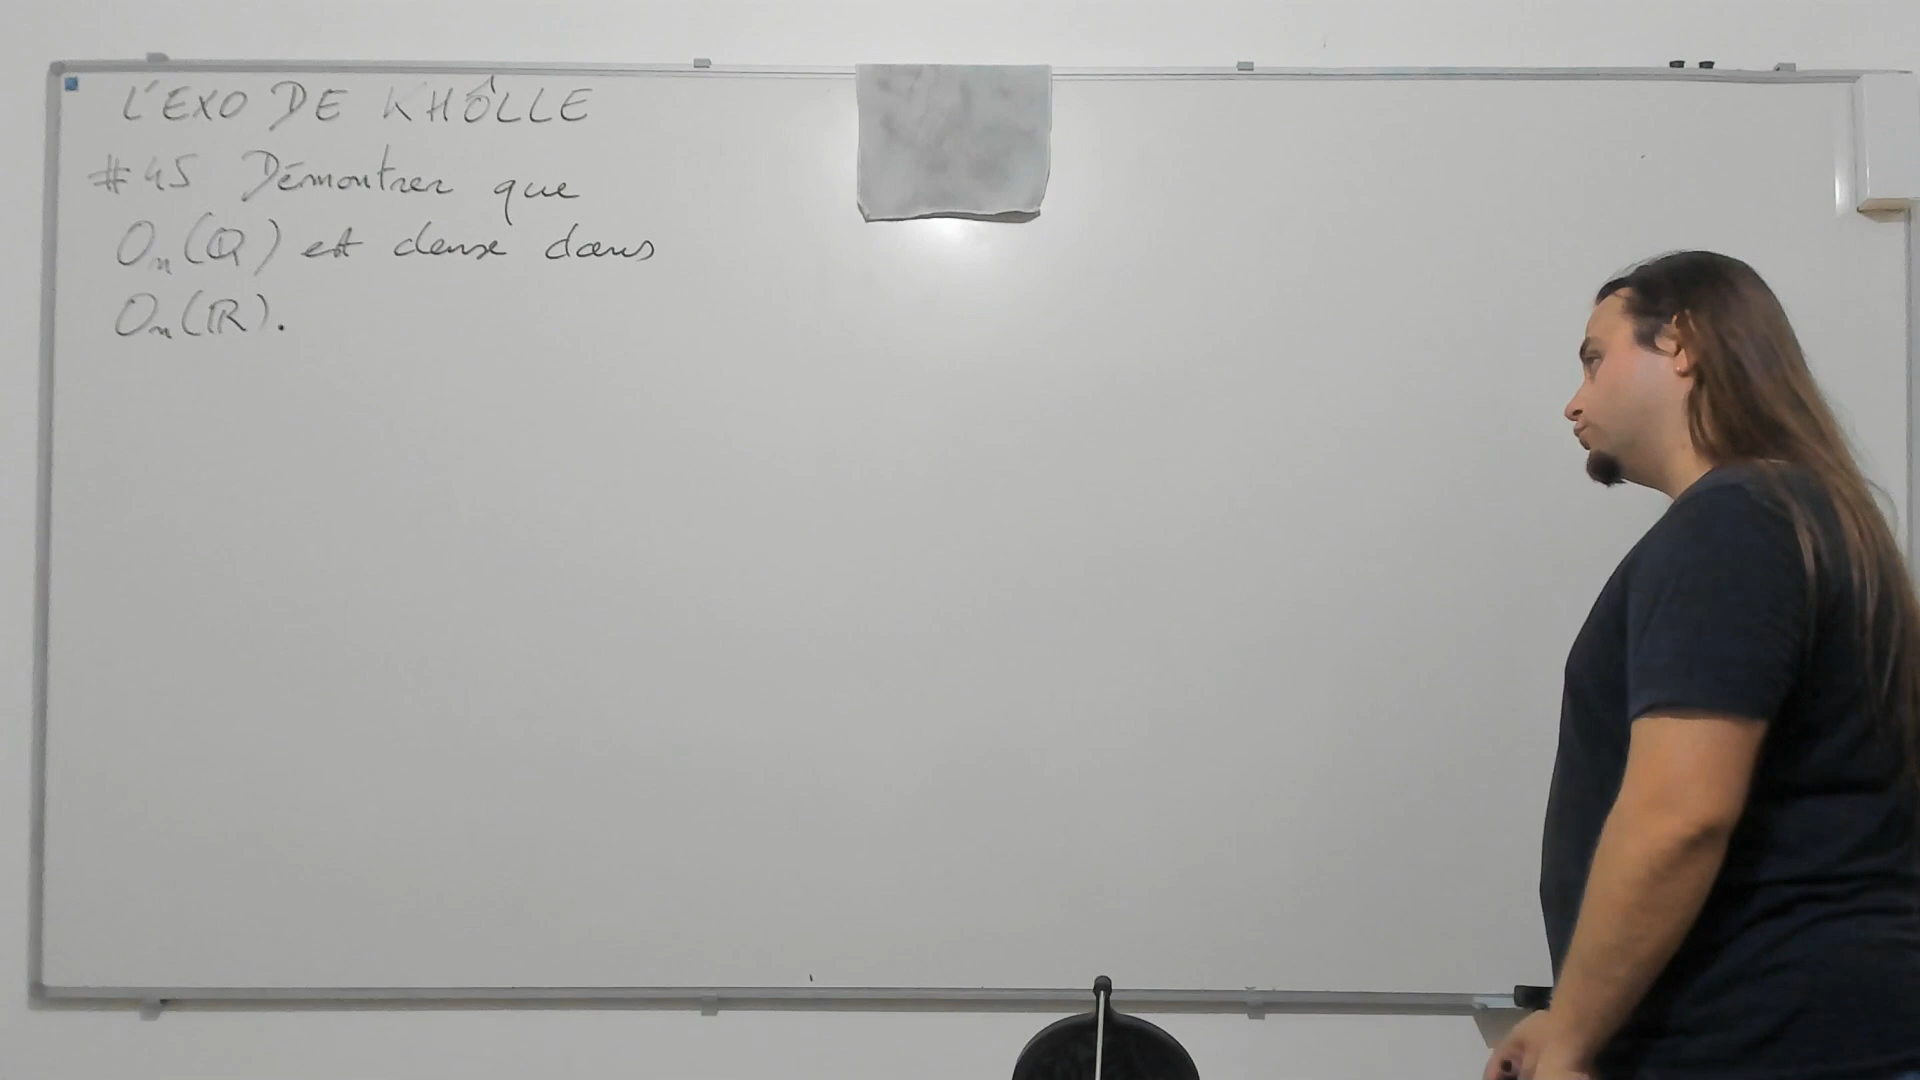 L'EXO DE KHÔLLE
#45 Démontrer que
On(Q) est dense dans
On(R).